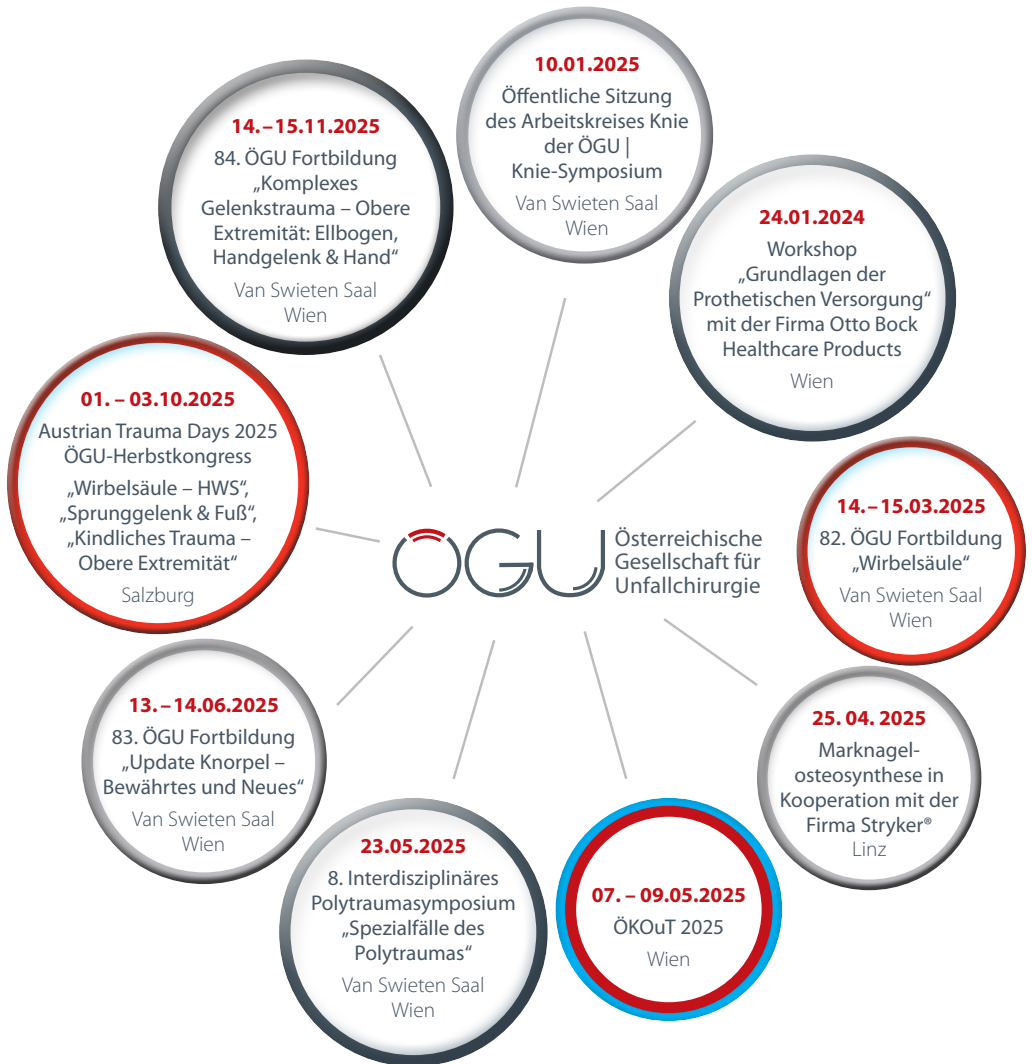 10.01.2025
Öffentliche Sitzung
des Arbeitskreises Knie
der ÖGU |
Knie-Symposium
Van Swieten Saal
Wien
24.01.2024
Workshop
„Grundlagen der
Prothetischen Versorgung“
mit der Firma Otto Bock
Healthcare Products
Wien
14.–15.03.2025
82. ÖGU Fortbildung
„Wirbelsäule“
Van Swieten Saal
Wien
25. 04. 2025
Marknagel-
osteosynthese in
Kooperation mit der
Firma Stryker®
Linz
07. – 09.05.2025
ÖKOuT 2025
Wien
23.05.2025
8. Interdisziplinäres
Polytraumasymposium
„Spezialfälle des
Polytraumas“
Van Swieten Saal
Wien
13.–14.06.2025
83. ÖGU Fortbildung
„Update Knorpel –
Bewährtes und Neues“
Van Swieten Saal
Wien
01. – 03.10.2025
Austrian Trauma Days 2025
ÖGU-Herbstkongress
„Wirbelsäule – HWS“,
„Sprunggelenk & Fuß“,
„Kindliches Trauma –
Obere Extremität“
Salzburg
14.–15.11.2025
84. ÖGU Fortbildung
„Komplexes
Gelenkstrauma – Obere
Extremität: Ellbogen,
Handgelenk & Hand“
Van Swieten Saal
Wien
ÖGU
Österreichische
Gesellschaft für
Unfallchirurgie